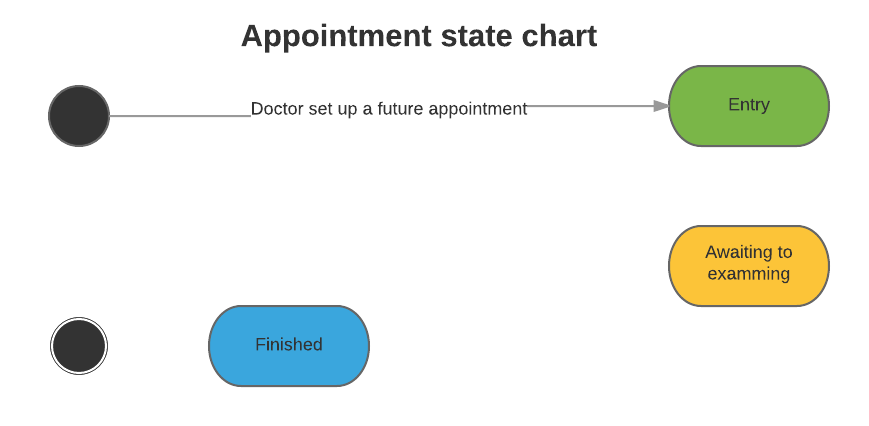 Appointment state chart
Doctor set up a future appointment
Entry
Awaiting to
examming
Finished